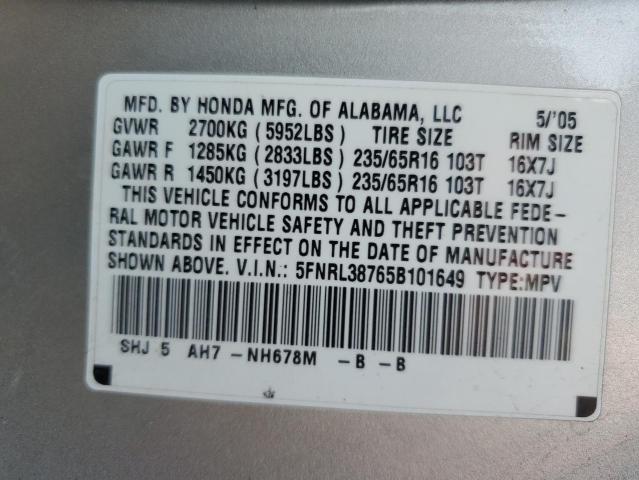 MFD. BY HONDA MFG. OF ALABAMA, LLC 5/'05
GVWR 2700KG (5952LBS) TIRE SIZE RIM SIZE
GAWR F 1285KG (2833LBS) 235/65R16 103T 16X7J
GAWR R 1450KG (3197LBS) 235/65R16 103T 16X7J
THIS VEHICLE CONFORMS TO ALL APPLICABLE FEDE-
RAL MOTOR VEHICLE SAFETY AND THEFT PREVENTION
STANDARDS IN EFFECT ON THE DATE OF MANUFACTURE
SHOWN ABOVE. V.I.N.: 5FNRL38765B101649 TYPE:MPV
SHJ 5 AH7 -NH678M -B -B